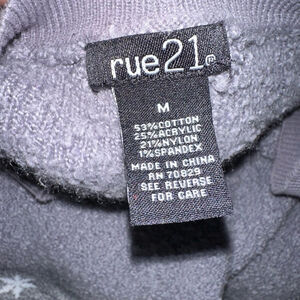 rue21®
M
53%COTTON
25%ACRYLIC
21%NYLON
1%SPANDEX
MADE IN CHINA
RN 70829
SEE REVERSE
FOR CARE